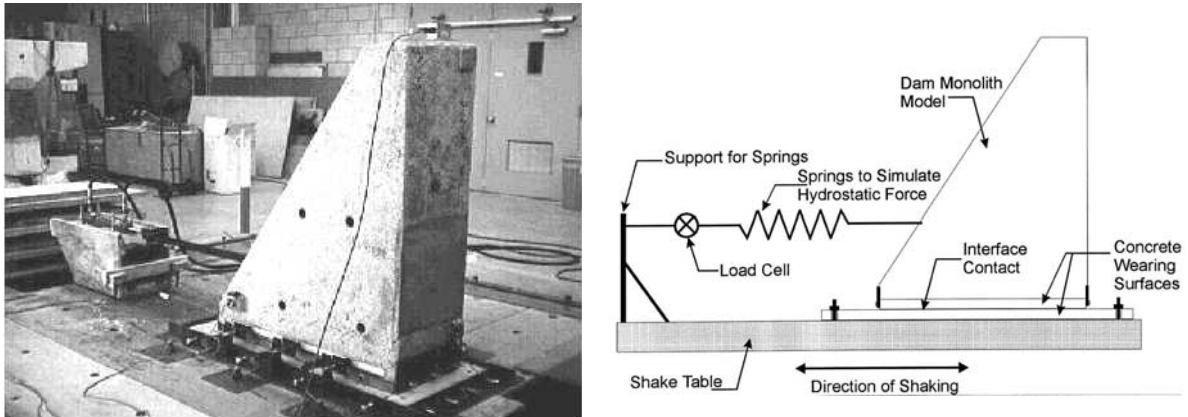 Dam Monolith
Model
Support for Springs
Springs to Simulate
Hydrostatic Force
Load Cell
Interface
Contact
Concrete
Wearing
Surfaces
Shake Table
Direction of Shaking